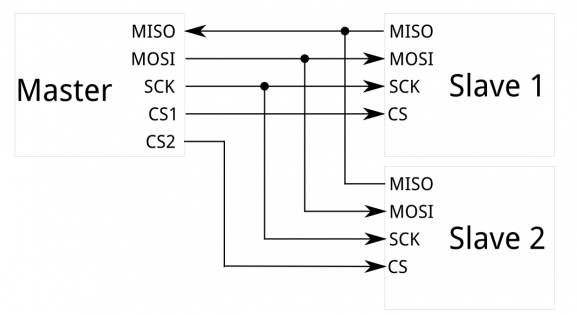 Master
MISO
MOSI
SCK
CS1
CS2
Slave 1
MISO
MOSI
SCK
CS
Slave 2
MISO
MOSI
SCK
CS